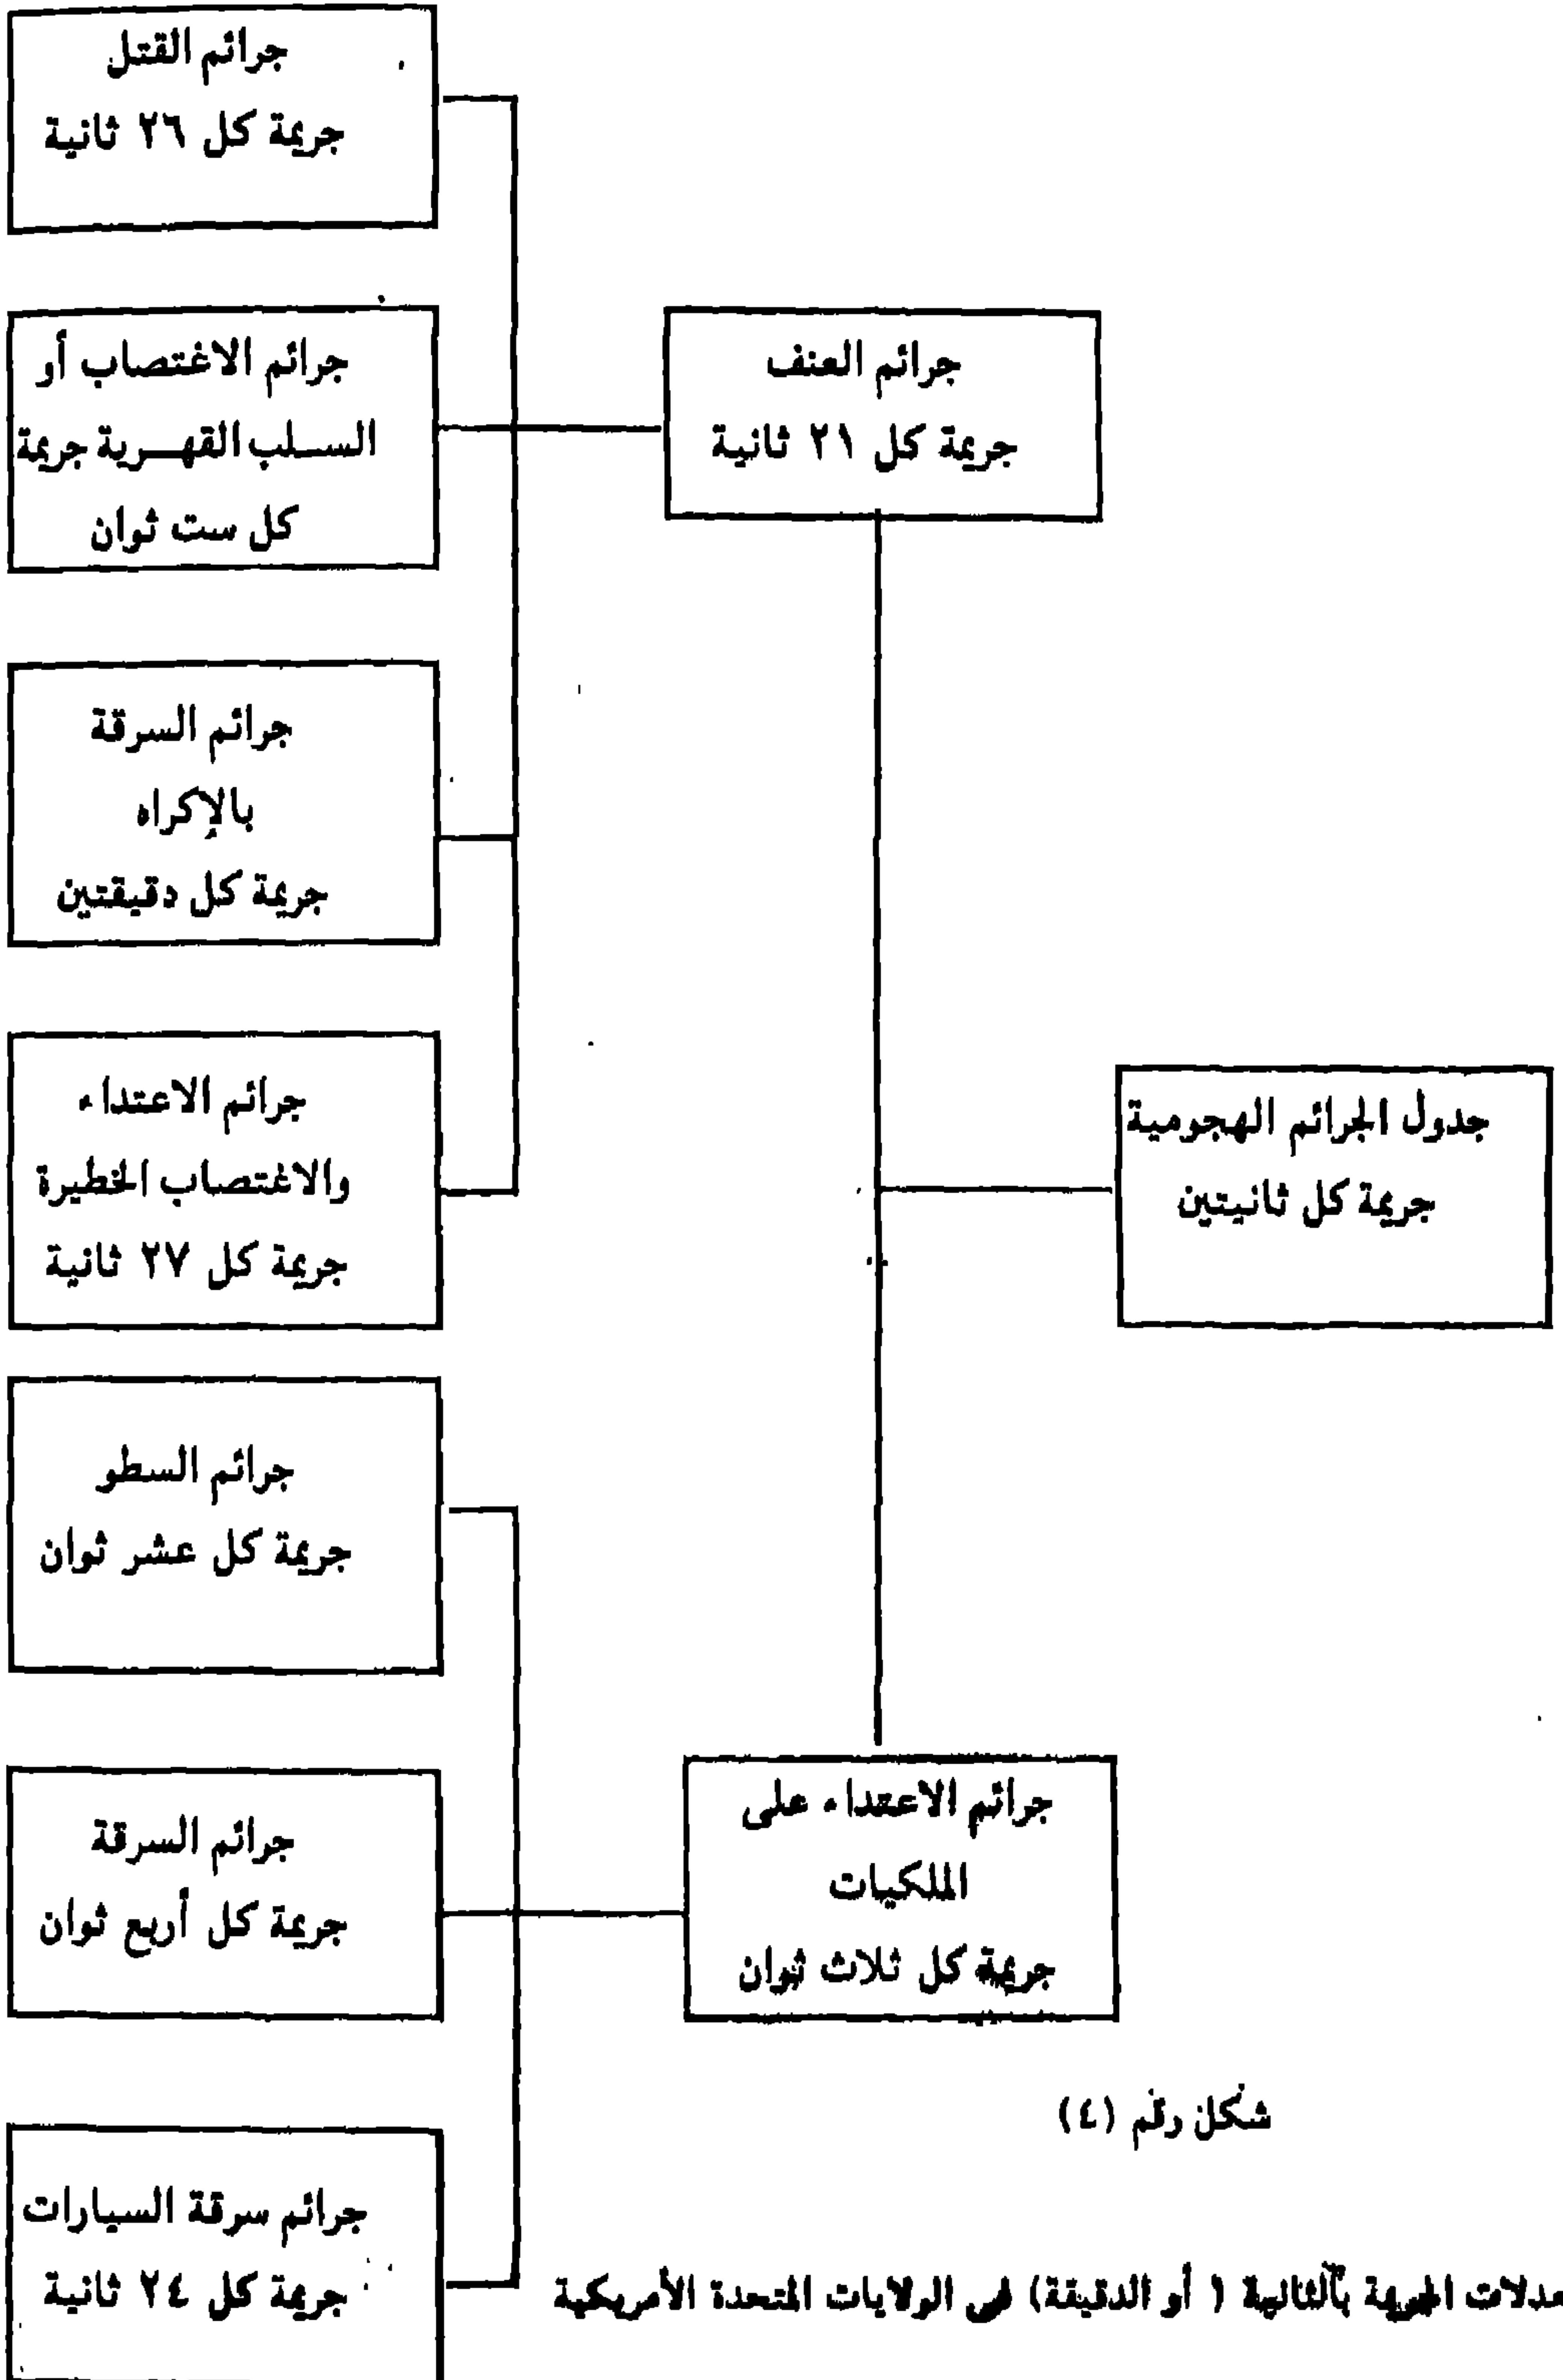 جرائم القتل
جريمة كل ٢٦ ثانية
جرائم الاغتصاب أو
السلب القهرية جريمة
كل ست ثوان
جرائم العنف
جريمة كل ٢١ ثانية
جرائم السرقة
بالإكراه
جريمة كل دقيقتين
جرائم الاعتداء
والاغتصاب الخطيرة
جريمة كل ٢٧ ثانية
جدول الجرائم الهجومية
جريمة كل ثانيتين
جرائم السطو
جريمة كل عشر ثوان
جرائم السرقة
جريمة كل أربع ثوان
جرائم الاعتداء على
الملكيات
جريمة كل ثلاث ثوان
شكل رقم (٤)
جرائم سرقة السيارات
جريمة كل ٢٤ ثانية
الجريمة بالثانية ( أو الدقيقة) فى الولايات المتحدة الأمريكية